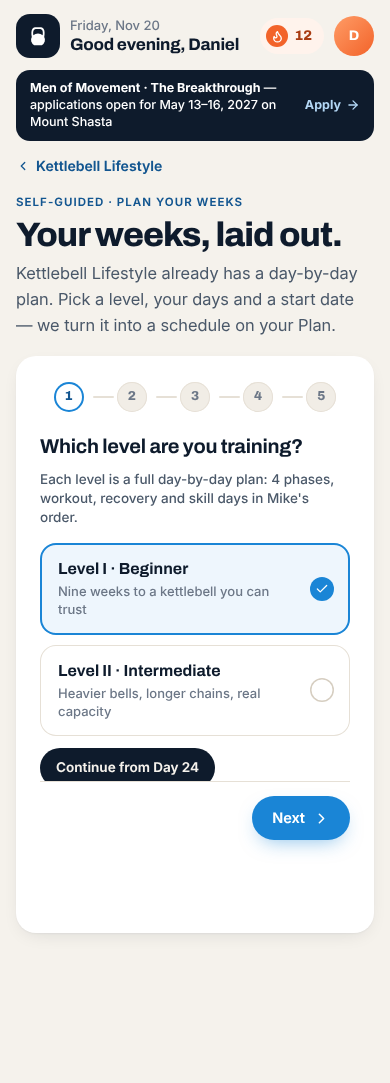 Friday, Nov 20
Good evening, Daniel
12
D
Men of Movement · The Breakthrough —
applications open for May 13–16, 2027 on
Mount Shasta
Apply →
Kettlebell Lifestyle
SELF-GUIDED · PLAN YOUR WEEKS
Your weeks, laid out.
Kettlebell Lifestyle already has a day-by-day
plan. Pick a level, your days and a start date
— we turn it into a schedule on your Plan.
1 2 3 4 5
Which level are you training?
Each level is a full day-by-day plan: 4 phases,
workout, recovery and skill days in Mike's
order.
Level I · Beginner
Nine weeks to a kettlebell you can
trust
Level II · Intermediate
Heavier bells, longer chains, real
capacity
Continue from Day 24
Next